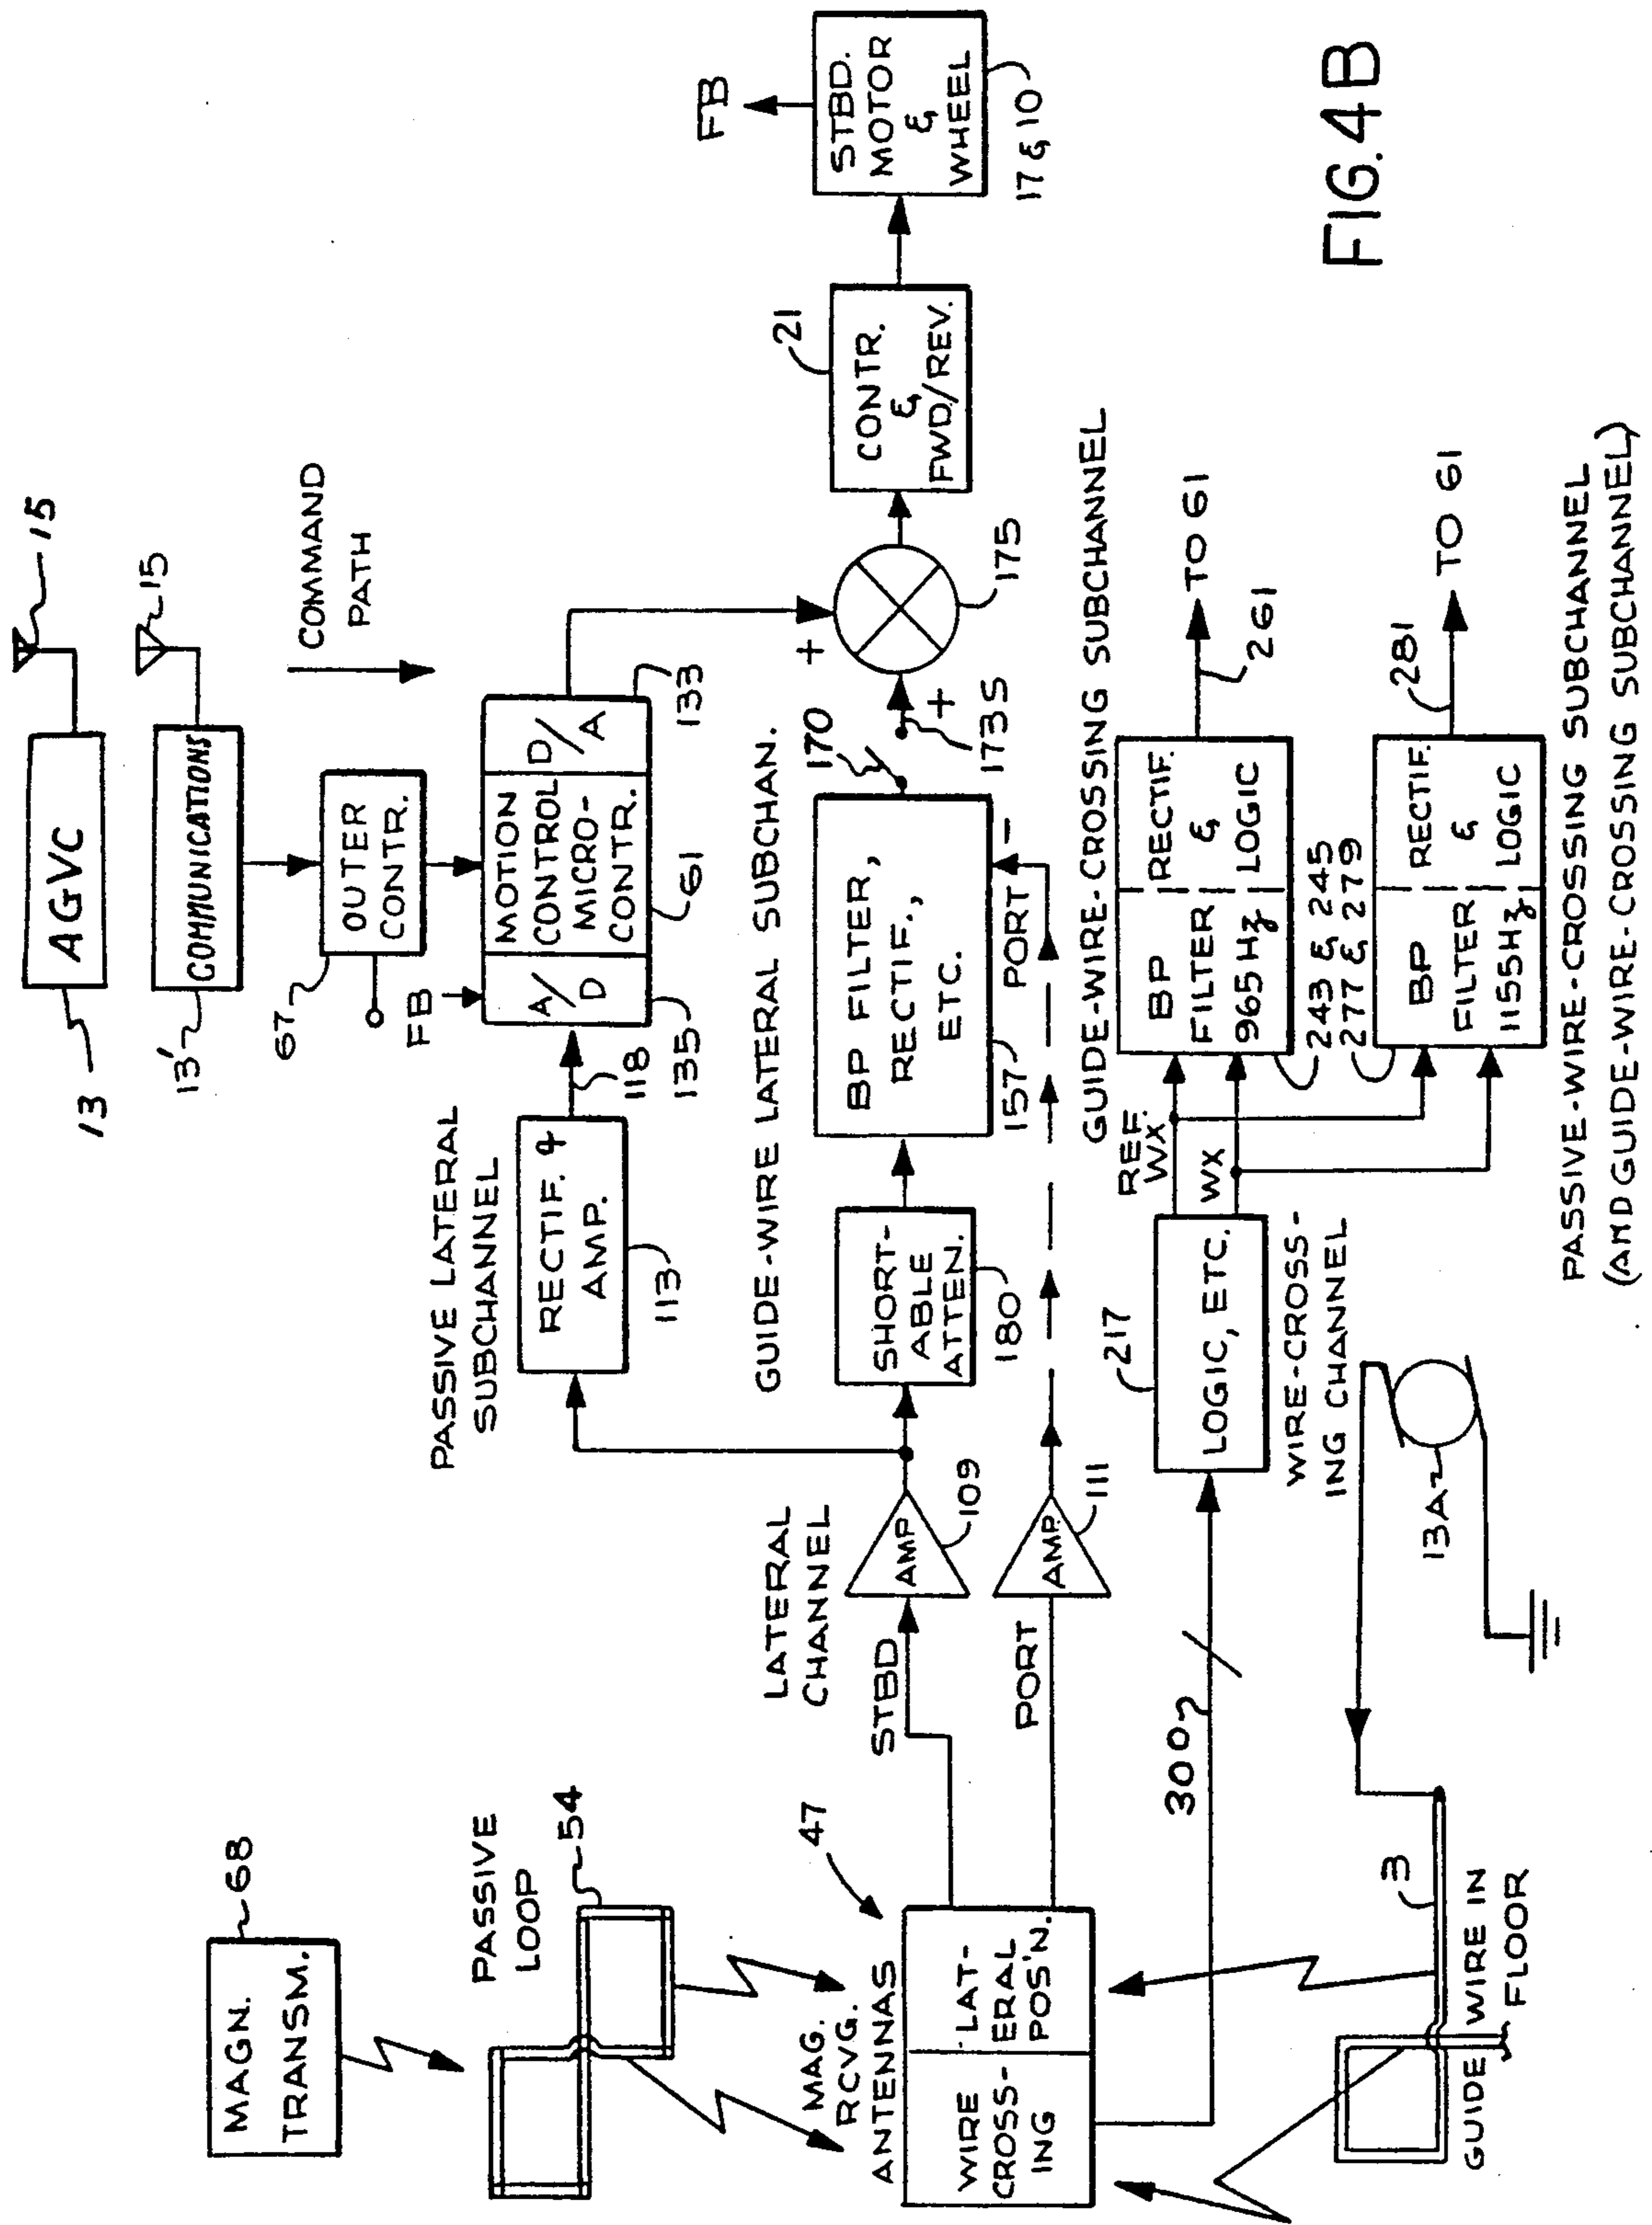 AGVC
13
15
COMMUNICATIONS
13'
15
OUTER
CONTR.
67
COMMAND
PATH
FB
A/D
MOTION
CONTROL
MICRO-
CONTR.
D/A
135
61
133
118
PASSIVE LATERAL
SUBCHANNEL
RECTIF. &
AMP.
113
MAGN.
TRANSM.
68
PASSIVE
LOOP
54
MAG.
RCVG.
ANTENNAS
47
WIRE
CROSS-
ING
LAT-
ERAL
POS'N.
LATERAL
CHANNEL
STBD
AMP
109
PORT
AMP.
111
GUIDE-WIRE LATERAL SUBCHAN.
SHORT-
ABLE
ATTEN.
180
BP FILTER,
RECTIF.,
ETC.
157
PORT
-
170
173S
+
+
175
CONTR.
&
FWD/REV.
21
STBD.
MOTOR
&
WHEEL
17 & 10
FB
300
LOGIC, ETC.
217
WIRE-CROSS-
ING CHANNEL
REF.
WX
WX
GUIDE-WIRE-CROSSING SUBCHANNEL
BP
FILTER
965 Hz
RECTIF.
&
LOGIC
243 & 245
261
TO 61
277 & 279
BP
FILTER
1155 Hz
RECTIF.
&
LOGIC
281
TO 61
PASSIVE-WIRE-CROSSING SUBCHANNEL
(AND GUIDE-WIRE-CROSSING SUBCHANNEL)
3
GUIDE WIRE IN
FLOOR
13A
FIG. 4B